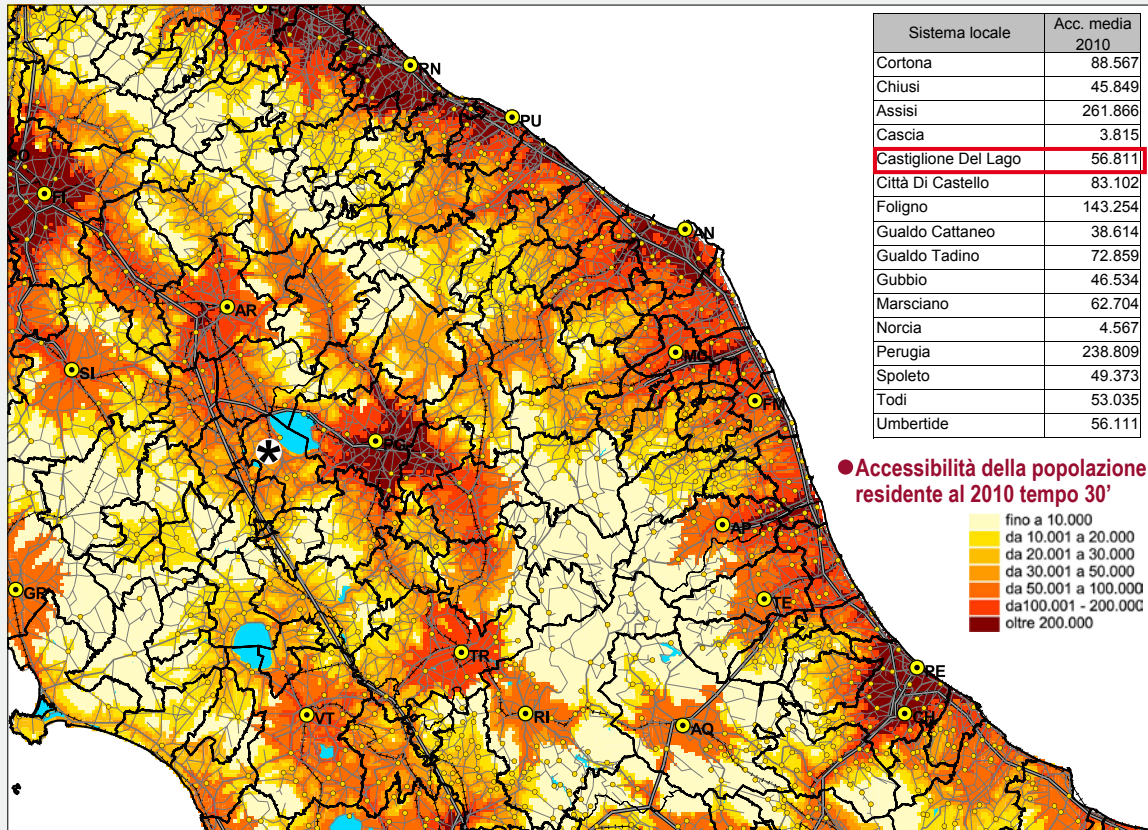 Sistema locale Acc. media 2010
Cortona 88.567
Chiusi 45.849
Assisi 261.866
Cascia 3.815
Castiglione Del Lago 56.811
Città Di Castello 83.102
Foligno 143.254
Gualdo Cattaneo 38.614
Gualdo Tadino 72.859
Gubbio 46.534
Marsciano 62.704
Norcia 4.567
Perugia 238.809
Spoleto 49.373
Todi 53.035
Umbertide 56.111
Accessibilità della popolazione
residente al 2010 tempo 30’
fino a 10.000
da 10.001 a 20.000
da 20.001 a 30.000
da 30.001 a 50.000
da 50.001 a 100.000
da100.001 - 200.000
oltre 200.000
RN
PU
FI
AN
AR
MC
SI
FM
PG
*
AP
GR
TE
TR
PE
VT
RI
AQ
CH